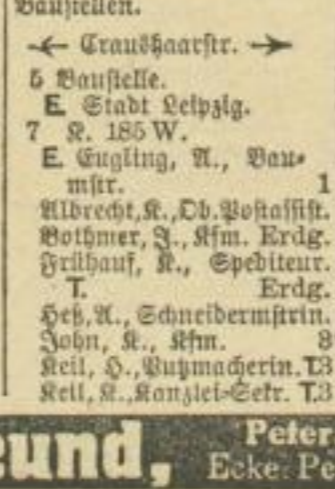 Baustellen.
Craushaarstr.
5 Baustelle.
E. Stadt Leipzig.
7 K. 185 W.
E. Eugling, A., Bau=
mstr. 1
Albrecht, K., Ob.Postassist.
Bothmer, J., Kfm. Erdg.
Frühauf, K., Spediteur.
T. Erdg.
Heß, A., Schneidermstrin.
John, K., Kfm. 3
Keil, H., Putzmacherin. T.3
Keil, K., Kanzlei=Sekr. T.3
eund, Peter
Ecke Pe